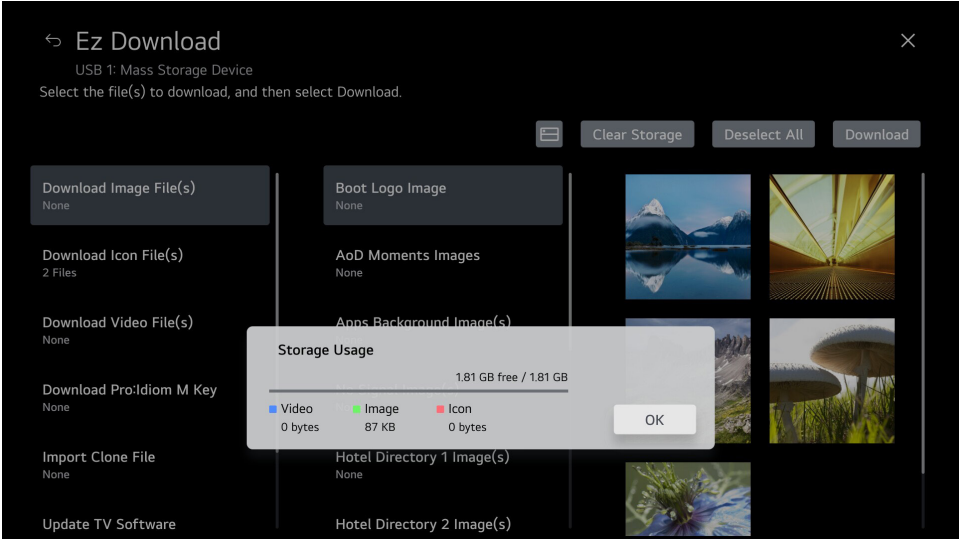 Ez Download
USB 1: Mass Storage Device
Select the file(s) to download, and then select Download.
Clear Storage
Deselect All
Download
Download Image File(s)
None
Download Icon File(s)
2 Files
Download Video File(s)
None
Download Pro:Idiom M Key
None
Import Clone File
None
Update TV Software
Boot Logo Image
None
AoD Moments Images
None
Apps Background Image(s)
Hotel Directory 1 Image(s)
None
Hotel Directory 2 Image(s)
Storage Usage
1.81 GB free / 1.81 GB
Video
0 bytes
Image
87 KB
Icon
0 bytes
OK